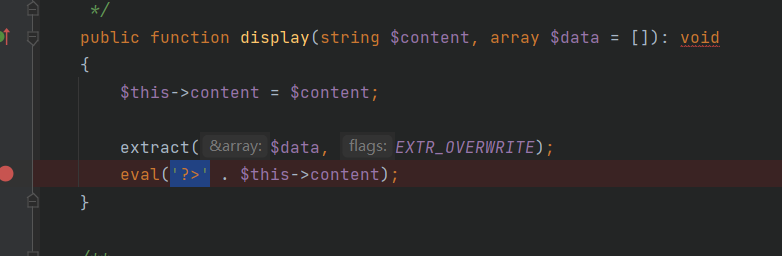 */
public function display(string $content, array $data = []): void
{
$this->content = $content;
extract( &array: $data, flags: EXTR_OVERWRITE);
eval('?>' . $this->content);
}